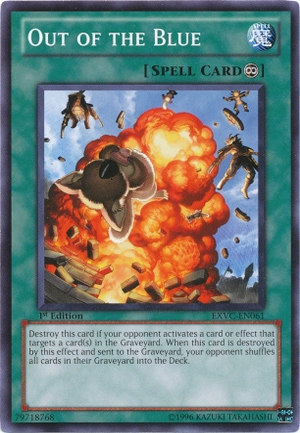 OUT OF THE BLUE
魔
[SPELL CARD]
1st Edition
EXVC-EN061
Destroy this card if your opponent activates a card or effect that
targets a card(s) in the Graveyard. When this card is destroyed
by this effect and sent to the Graveyard, your opponent shuffles
all cards in their Graveyard into the Deck.
79718768
©1996 KAZUKI TAKAHASHI